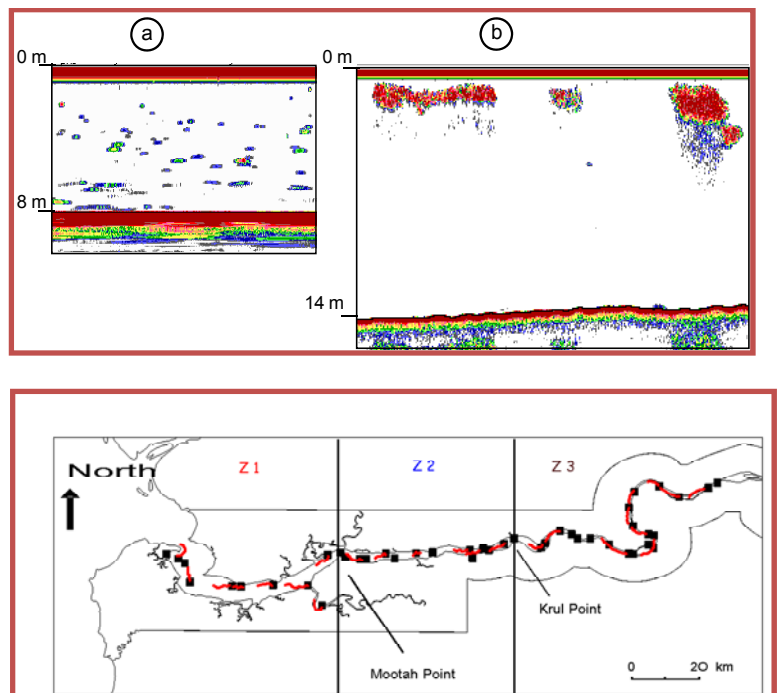 a
b
0 m
0 m
8 m
14 m
North
Z 1
Z 2
Z 3
Krul Point
Mootah Point
0
20 km